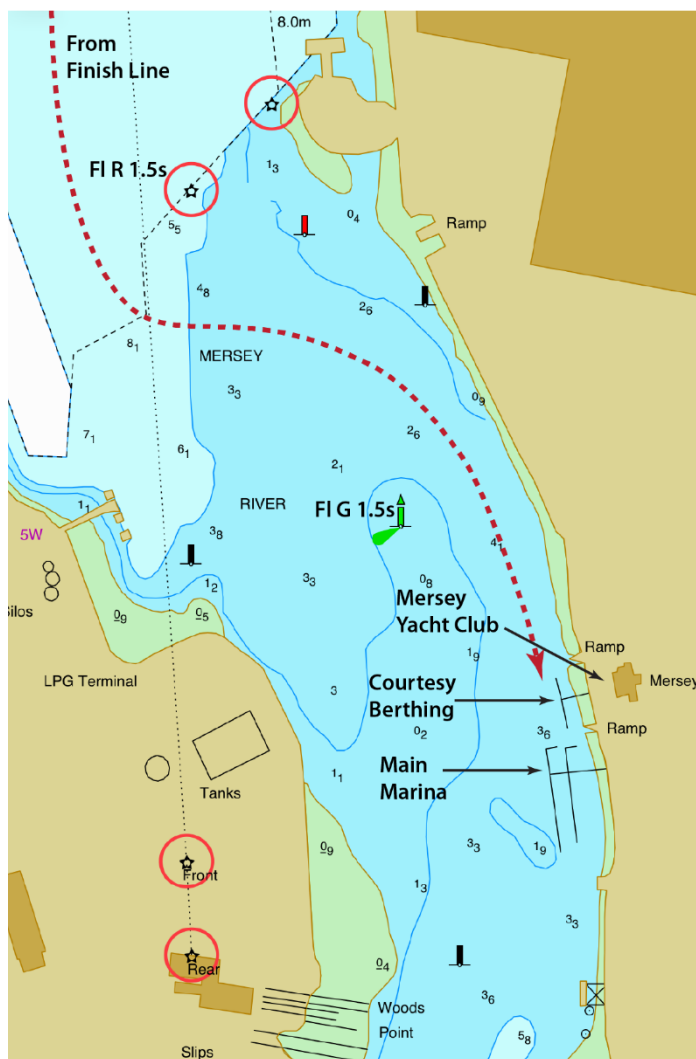 8.0m
From
Finish Line
Fl R 1.5s
1₃
0₄
5₅
Ramp
4₈
2₆
8₁
MERSEY
3₃
0₉
7₁
2₆
6₁
2₁
1₁
RIVER
Fl G 1.5s
5W
3₈
4₁
1₂
3₃
0₈
Silos
0₉
0₅
Mersey
Yacht Club
1₉
Ramp
LPG Terminal
3
Courtesy
Berthing
Mersey
0₂
3₆
Ramp
1₁
Main
Marina
Tanks
0₉
3₃
1₉
Front
1₃
3₃
0₄
Rear
3₆
Woods
Point
5₈
Slips